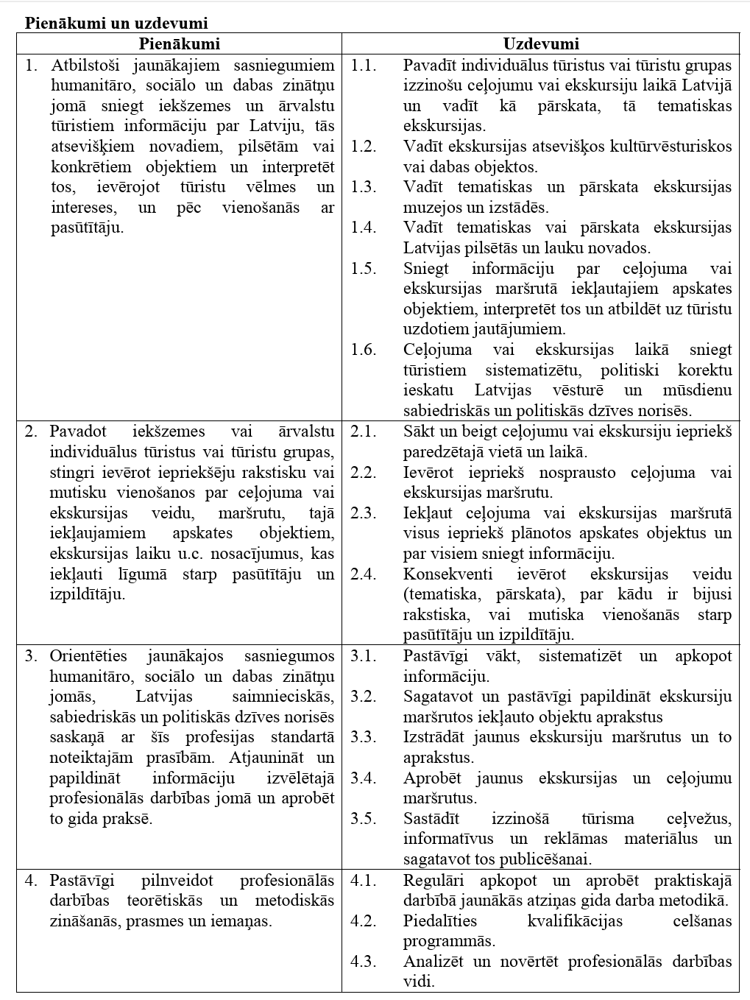 Pienākumi un uzdevumi
Pienākumi
Uzdevumi
1. Atbilstoši jaunākajiem sasniegumiem
humanitāro, sociālo un dabas zinātņu
jomā sniegt iekšzemes un ārvalstu
tūristiem informāciju par Latviju, tās
atsevišķiem novadiem, pilsētām vai
konkrētiem objektiem un interpretēt
tos, ievērojot tūristu vēlmes un
intereses, un pēc vienošanās ar
pasūtītāju.
1.1. Pavadīt individuālus tūristus vai tūristu grupas
izzinošu ceļojumu vai ekskursiju laikā Latvijā
un vadīt kā pārskata, tā tematiskas
ekskursijas.
1.2. Vadīt ekskursijas atsevišķos kultūrvēsturiskos
vai dabas objektos.
1.3. Vadīt tematiskas un pārskata ekskursijas
muzejos un izstādēs.
1.4. Vadīt tematiskas vai pārskata ekskursijas
Latvijas pilsētās un lauku novados.
1.5. Sniegt informāciju par ceļojuma vai
ekskursijas maršrutā iekļautajiem apskates
objektiem, interpretēt tos un atbildēt uz tūristu
uzdotiem jautājumiem.
1.6. Ceļojuma vai ekskursijas laikā sniegt
tūristiem sistematizētu, politiski korektu
ieskatu Latvijas vēsturē un mūsdienu
sabiedriskās un politiskās dzīves norisēs.
2. Pavadot iekšzemes vai ārvalstu
individuālus tūristus vai tūristu grupas,
stingri ievērot iepriekšēju rakstisku vai
mutisku vienošanos par ceļojuma vai
ekskursijas veidu, maršrutu, tajā
iekļaujamiem apskates objektiem,
ekskursijas laiku u.c. nosacījumus, kas
iekļauti līgumā starp pasūtītāju un
izpildītāju.
2.1. Sākt un beigt ceļojumu vai ekskursiju iepriekš
paredzētajā vietā un laikā.
2.2. Ievērot iepriekš nosprausto ceļojuma vai
ekskursijas maršrutu.
2.3. Iekļaut ceļojuma vai ekskursijas maršrutā
visus iepriekš plānotos apskates objektus un
par visiem sniegt informāciju.
2.4. Konsekventi ievērot ekskursijas veidu
(tematiska, pārskata), par kādu ir bijusi
rakstiska, vai mutiska vienošanās starp
pasūtītāju un izpildītāju.
3. Orientēties jaunākajos sasniegumos
humanitāro, sociālo un dabas zinātņu
jomās, Latvijas saimnieciskās,
sabiedriskās un politiskās dzīves norisēs
saskaņā ar šīs profesijas standartā
noteiktajām prasībām. Atjaunināt un
papildināt informāciju izvēlētajā
profesionālās darbības jomā un aprobēt
to gida praksē.
3.1. Pastāvīgi vākt, sistematizēt un apkopot
informāciju.
3.2. Sagatavot un pastāvīgi papildināt ekskursiju
maršrutos iekļauto objektu aprakstus
3.3. Izstrādāt jaunus ekskursiju maršrutus un to
aprakstus.
3.4. Aprobēt jaunus ekskursijas un ceļojumu
maršrutus.
3.5. Sastādīt izzinošā tūrisma ceļvežus,
informatīvus un reklāmas materiālus un
sagatavot tos publicēšanai.
4. Pastāvīgi pilnveidot profesionālās
darbības teorētiskās un metodiskās
zināšanās, prasmes un iemaņas.
4.1. Regulāri apkopot un aprobēt praktiskajā
darbībā jaunākās atziņas gida darba metodikā.
4.2. Piedalīties kvalifikācijas celšanas
programmās.
4.3. Analizēt un novērtēt profesionālās darbības
vidi.